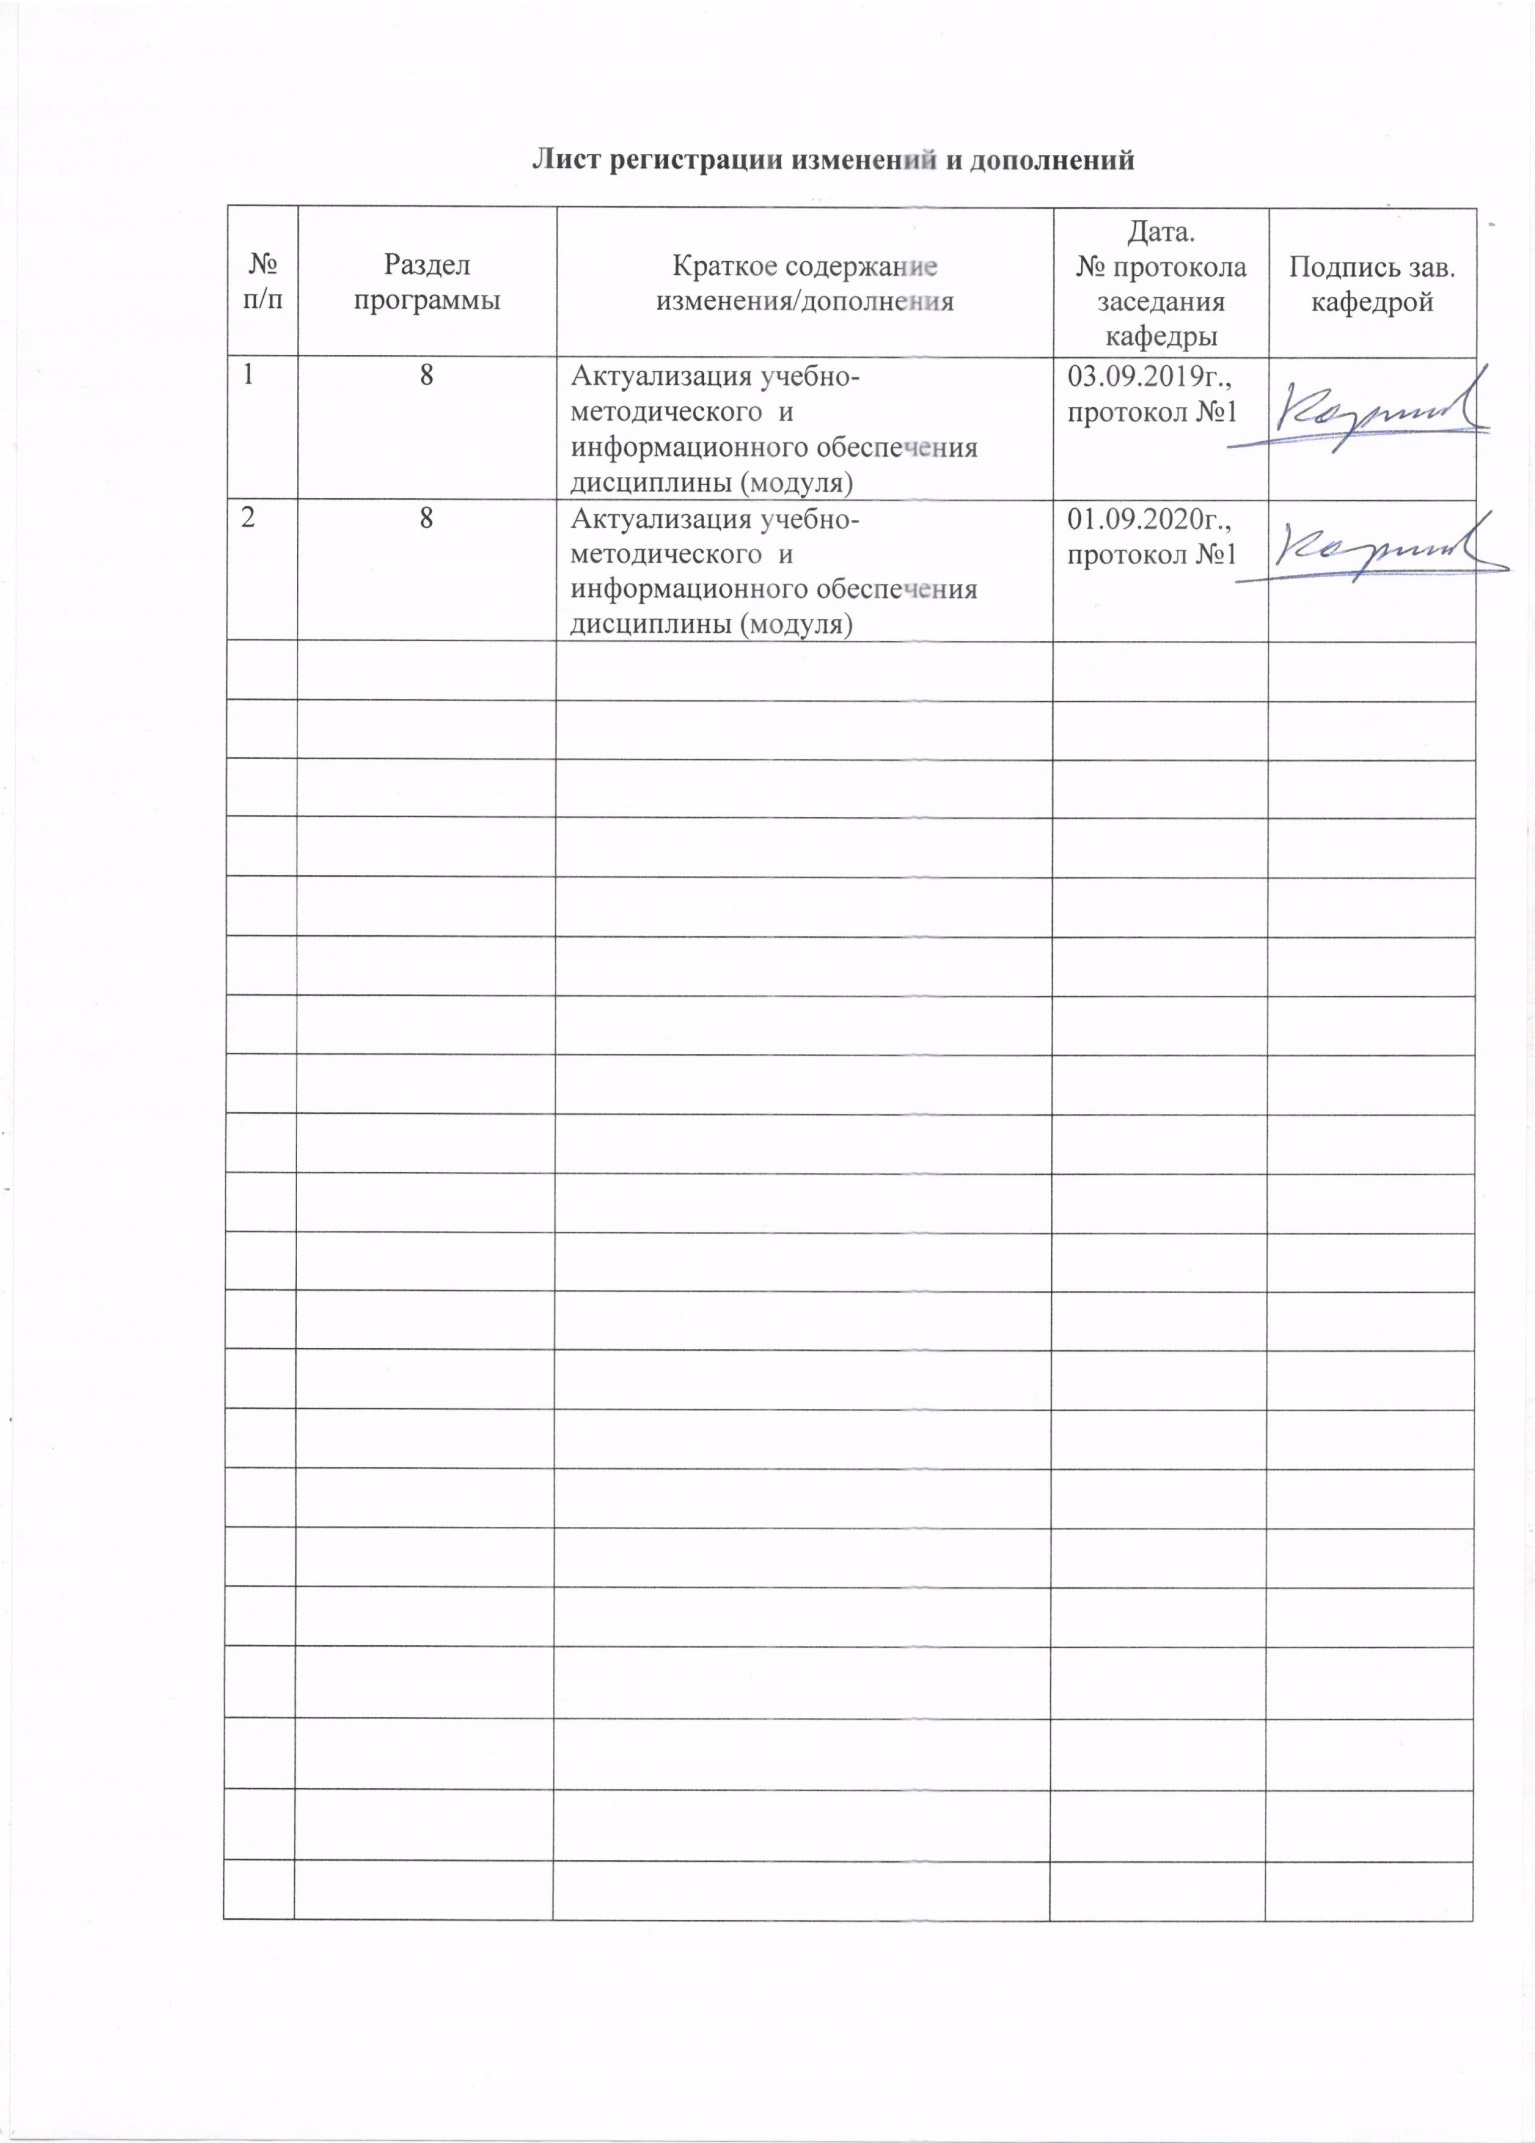 Лист регистрации изменений и дополнений
№
п/п
Раздел
программы
Краткое содержание
изменения/дополнения
Дата.
№ протокола
заседания
кафедры
Подпись зав.
кафедрой
1
8
Актуализация учебно-
методического и
информационного обеспечения
дисциплины (модуля)
03.09.2019г.,
протокол №1
2
8
Актуализация учебно-
методического и
информационного обеспечения
дисциплины (модуля)
01.09.2020г.,
протокол №1